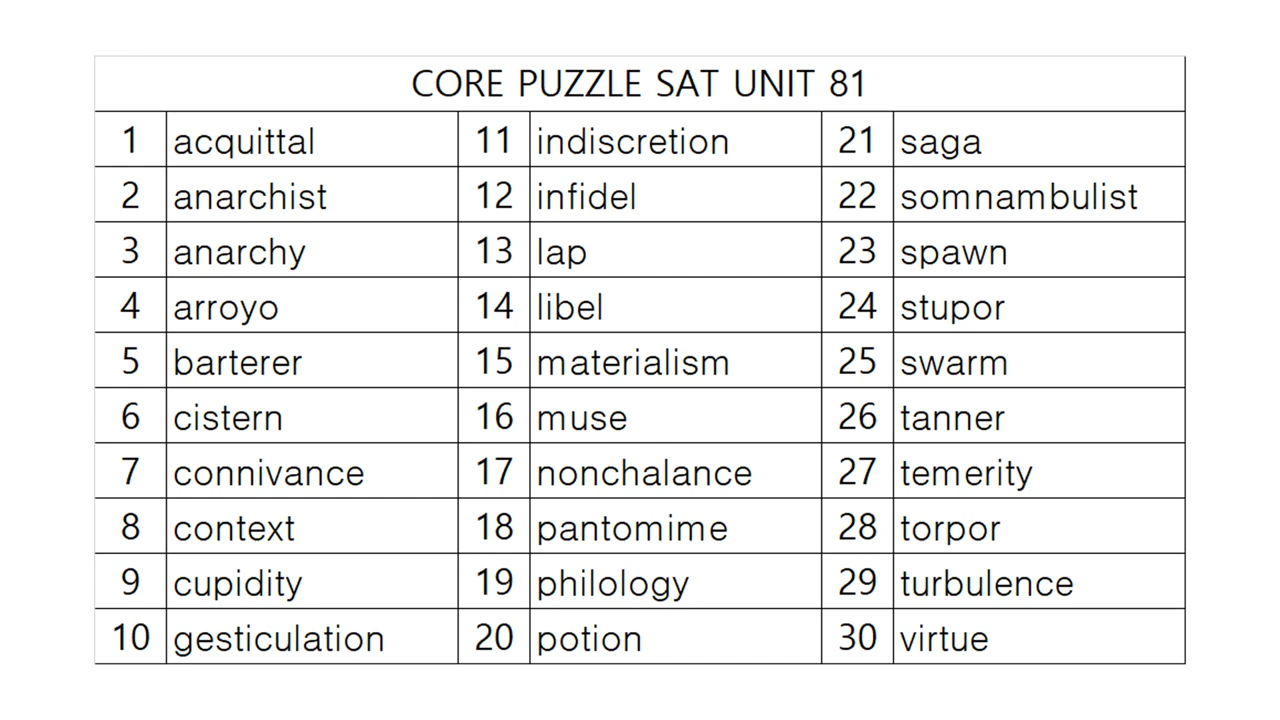 CORE PUZZLE SAT UNIT 81
1 acquittal 11 indiscretion 21 saga
2 anarchist 12 infidel 22 somnambulist
3 anarchy 13 lap 23 spawn
4 arroyo 14 libel 24 stupor
5 barterer 15 materialism 25 swarm
6 cistern 16 muse 26 tanner
7 connivance 17 nonchalance 27 temerity
8 context 18 pantomime 28 torpor
9 cupidity 19 philology 29 turbulence
10 gesticulation 20 potion 30 virtue